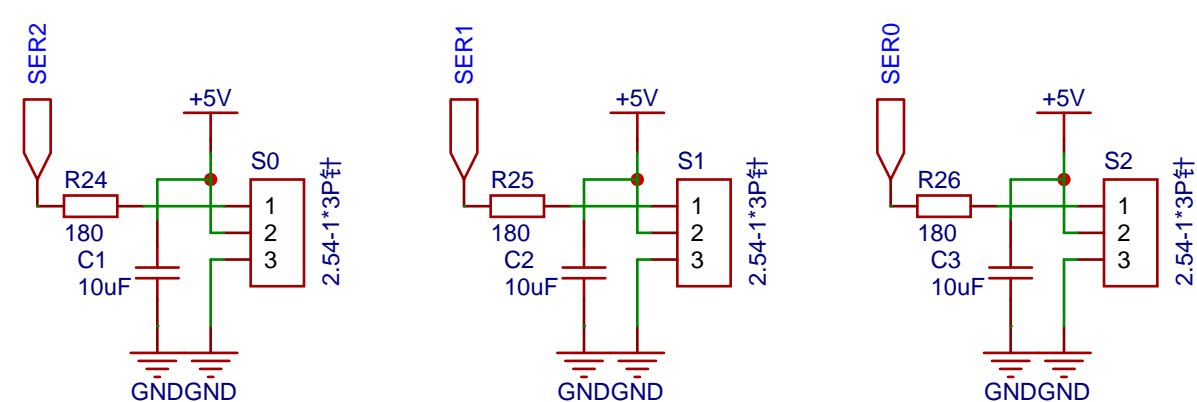 SER2
+5V
S0
R24
180
C1
10uF
1
2
3
2.54-1*3P针
GNDGND
SER1
+5V
S1
R25
180
C2
10uF
1
2
3
2.54-1*3P针
GNDGND
SER0
+5V
S2
R26
180
C3
10uF
1
2
3
2.54-1*3P针
GNDGND